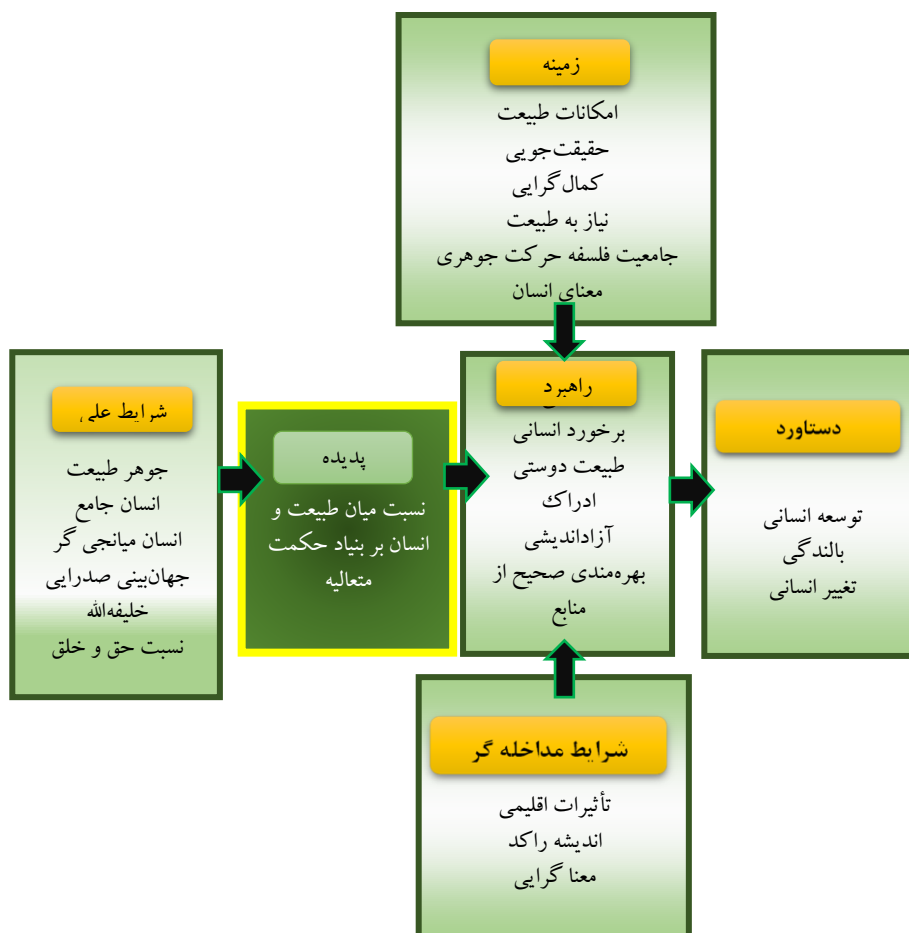 زمینه
امکانات طبیعت
حقیقت‌جویی
کمال‌گرایی
نیاز به طبیعت
جامعیت فلسفه حرکت جوهری
معنای انسان
شرایط علی
جوهر طبیعت
انسان جامع
انسان میانجی گر
جهان‌بینی صدرایی
خلیفه‌الله
نسبت حق و خلق
پدیده
نسبت میان طبیعت و
انسان بر بنیاد حکمت
متعالیه
راهبرد
برخورد انسانی
طبیعت دوستی
ادراک
آزاداندیشی
بهره‌مندی صحیح از
منابع
دستاورد
توسعه انسانی
بالندگی
تغییر انسانی
شرایط مداخله گر
تأثیرات اقلیمی
اندیشه راکد
معنا گرایی